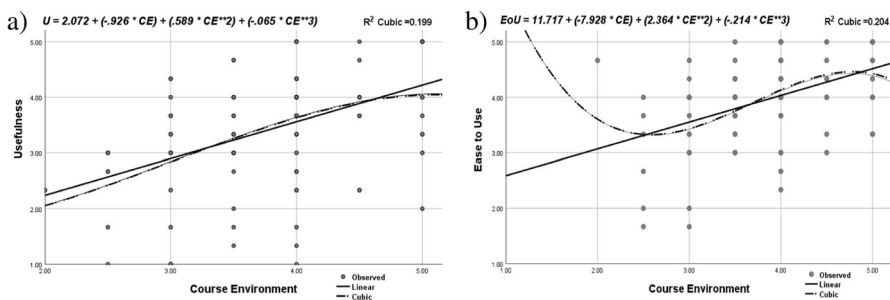 a)
U = 2.072 + (-.926 * CE) + (.589 * CE**2) + (-.065 * CE**3)
R² Cubic =0.199
5.00
4.00
3.00
2.00
1.00
Usefulness
2.00 3.00 4.00 5.00
Course Environment
Observed
Linear
Cubic
b)
EoU = 11.717 + (-7.928 * CE) + (2.364 * CE**2) + (-.214 * CE**3)
R² Cubic =0.204
5.00
4.00
3.00
2.00
1.00
Ease to Use
1.00 2.00 3.00 4.00 5.00
Course Environment
Observed
Linear
Cubic